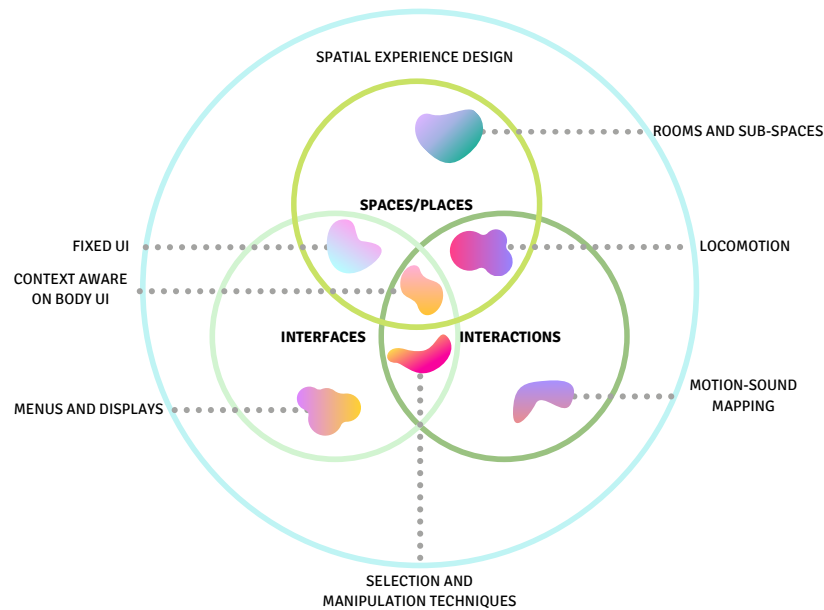 SPATIAL EXPERIENCE DESIGN
ROOMS AND SUB-SPACES
SPACES/PLACES
FIXED UI
LOCOMOTION
CONTEXT AWARE
ON BODY UI
INTERFACES
INTERACTIONS
MENUS AND DISPLAYS
MOTION-SOUND
MAPPING
SELECTION AND
MANIPULATION TECHNIQUES